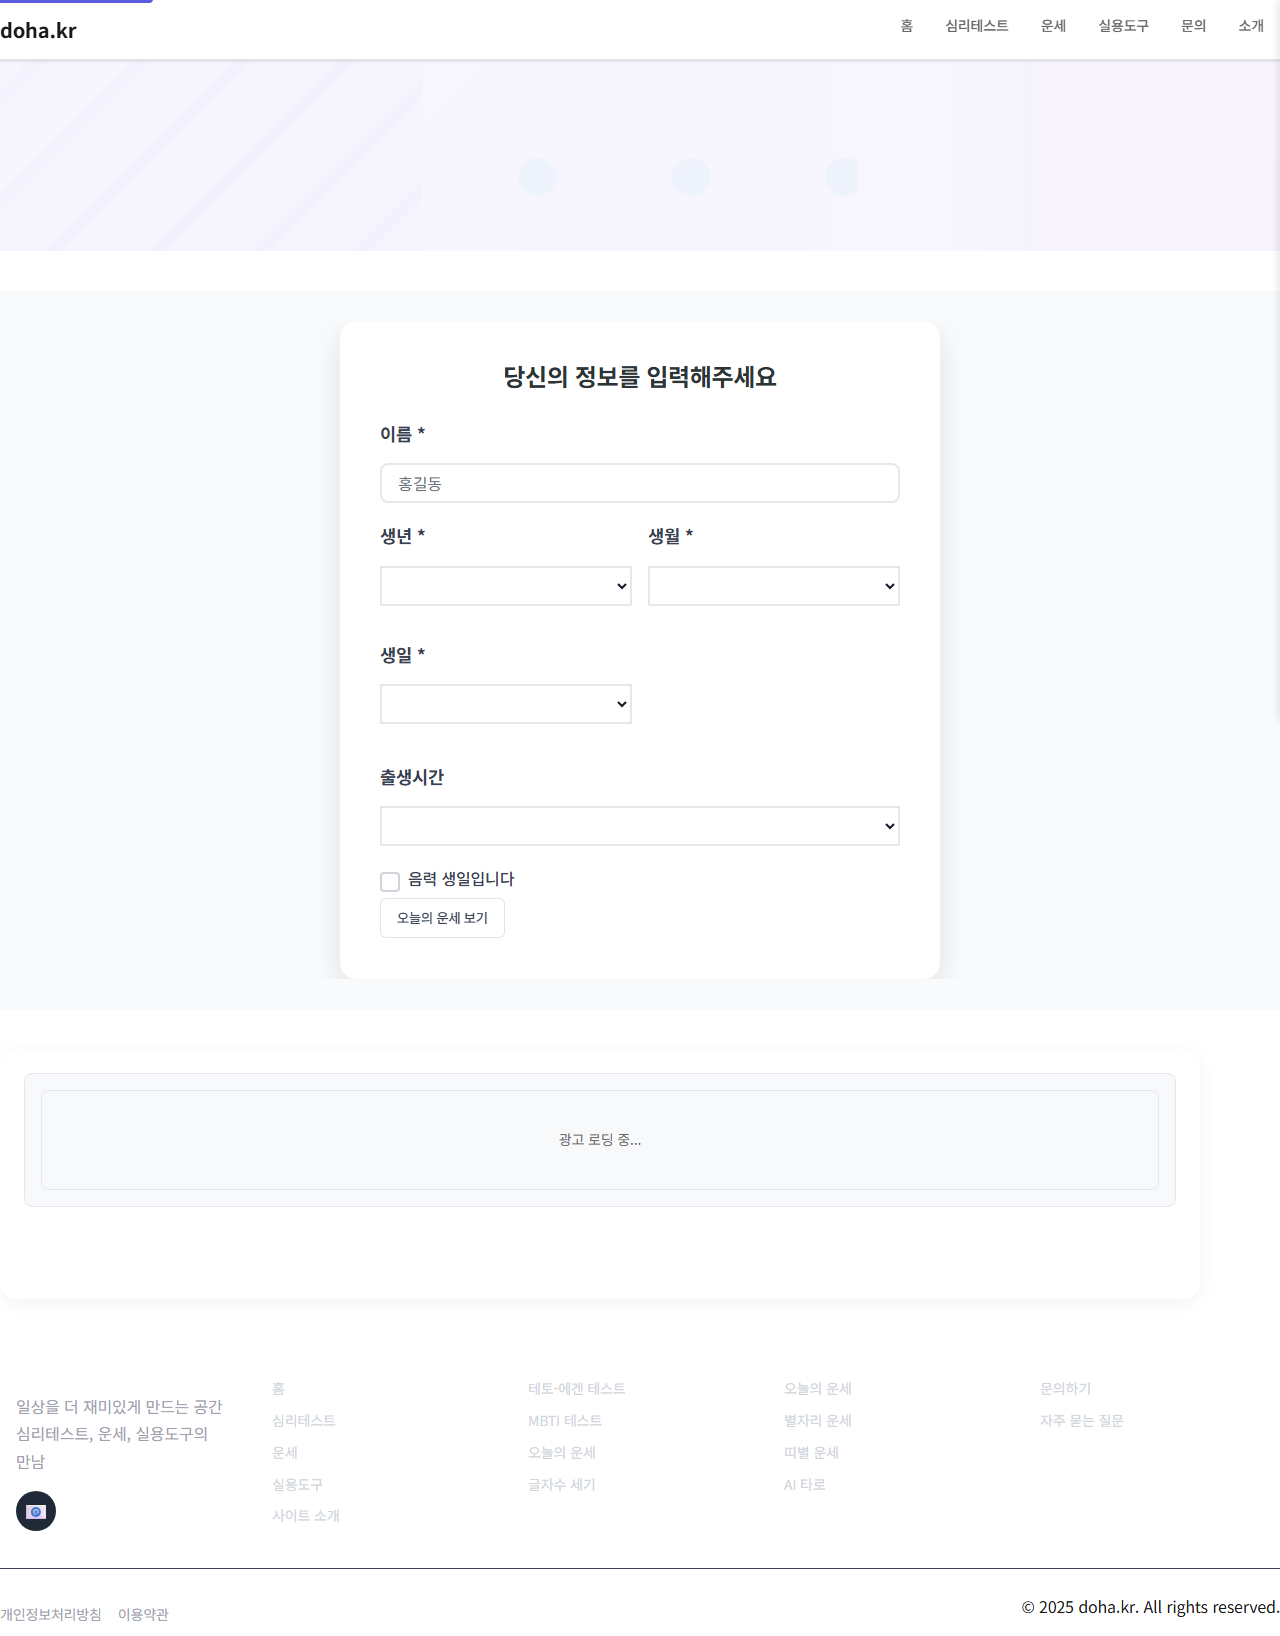 doha.kr
홈 심리테스트 운세 실용도구 문의 소개
당신의 정보를 입력해주세요
이름 *
홍길동
생년 * 생월 *
생일 *
출생시간
음력 생일입니다
오늘의 운세 보기
광고 로딩 중...
일상을 더 재미있게 만드는 공간
심리테스트, 운세, 실용도구의
만남
홈
심리테스트
운세
실용도구
사이트 소개
테토-에겐 테스트
MBTI 테스트
오늘의 운세
글자수 세기
오늘의 운세
별자리 운세
띠별 운세
AI 타로
문의하기
자주 묻는 질문
개인정보처리방침 이용약관
© 2025 doha.kr. All rights reserved.